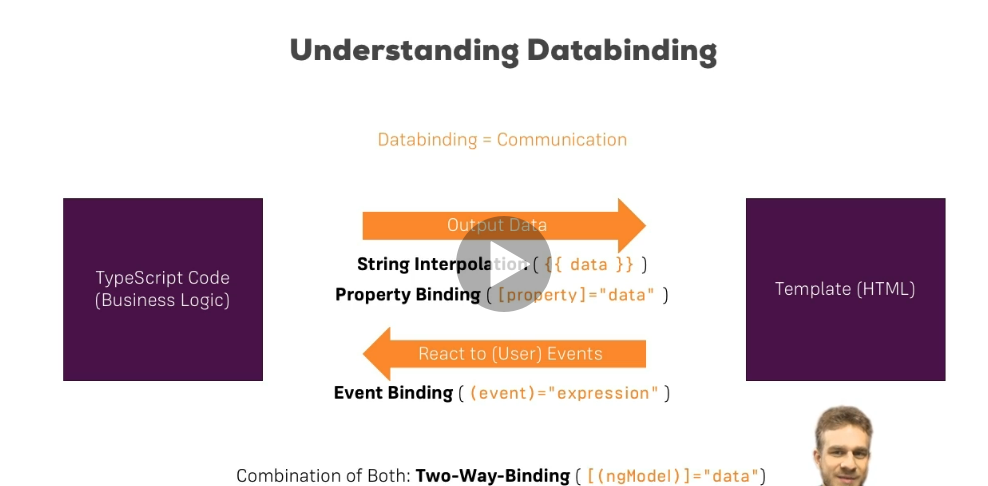 Understanding Databinding
Databinding = Communication
Output Data
TypeScript Code
(Business Logic)
String Interpolation ( {{ data }} )
Property Binding ( [property]="data" )
Template (HTML)
React to (User) Events
Event Binding ( (event)="expression" )
Combination of Both: Two-Way-Binding ( [(ngModel)]="data")